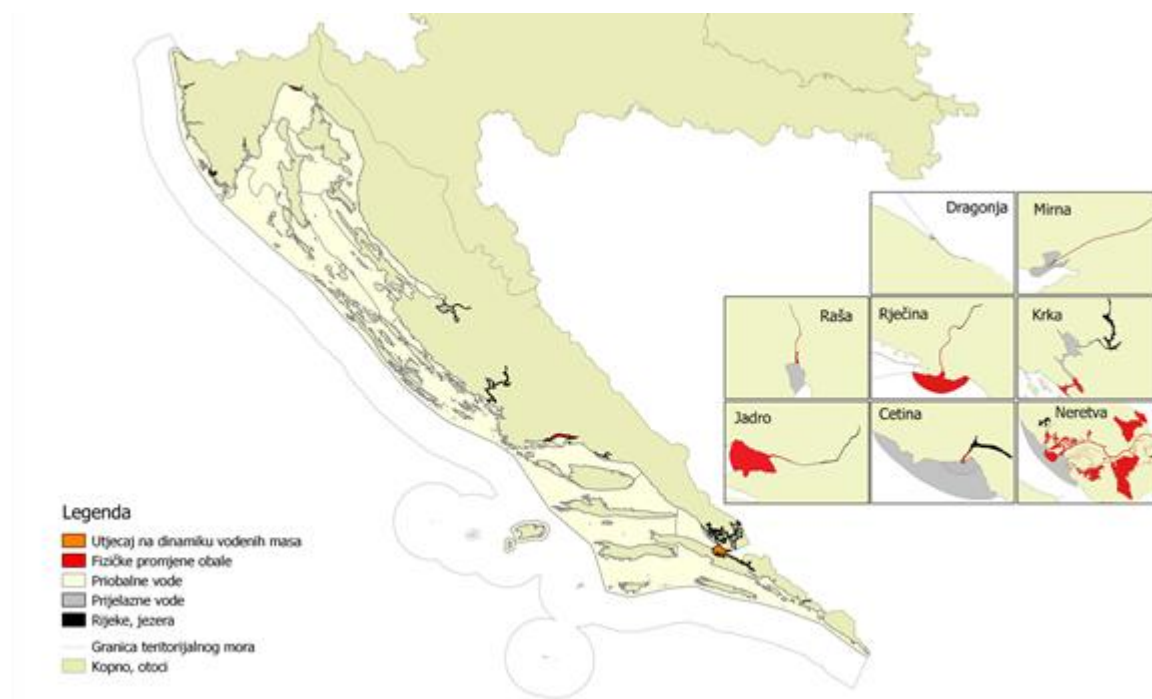 Dragonja
Mirna
Raša
Rječina
Krka
Jadro
Cetina
Neretva
Legenda
Utjecaj na dinamiku vodenih masa
Fizičke promjene obale
Priobalne vode
Prijelazne vode
Rijeke, jezera
Granica teritorijalnog mora
Kopno, otoci